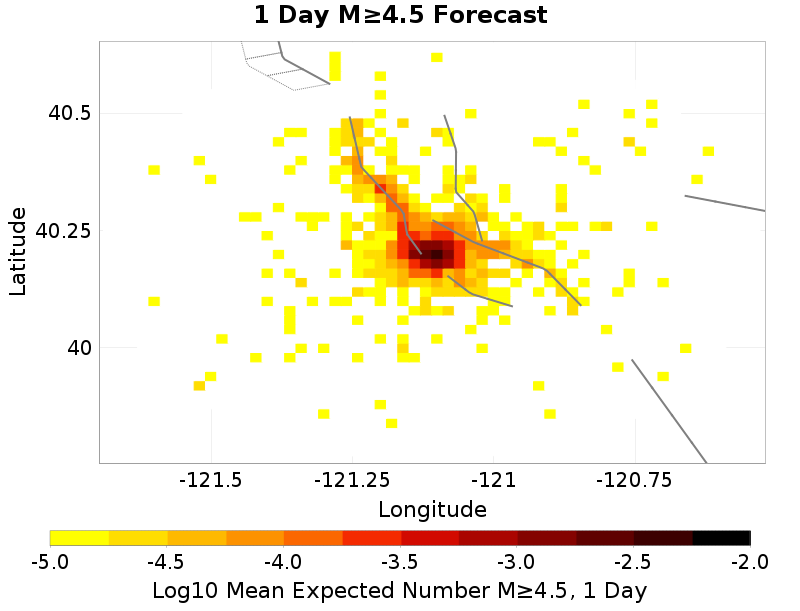 1 Day M≥4.5 Forecast
40.5
40.25
40
Latitude
-121.5 -121.25 -121 -120.75
Longitude
-5.0 -4.5 -4.0 -3.5 -3.0 -2.5 -2.0
Log10 Mean Expected Number M≥4.5, 1 Day